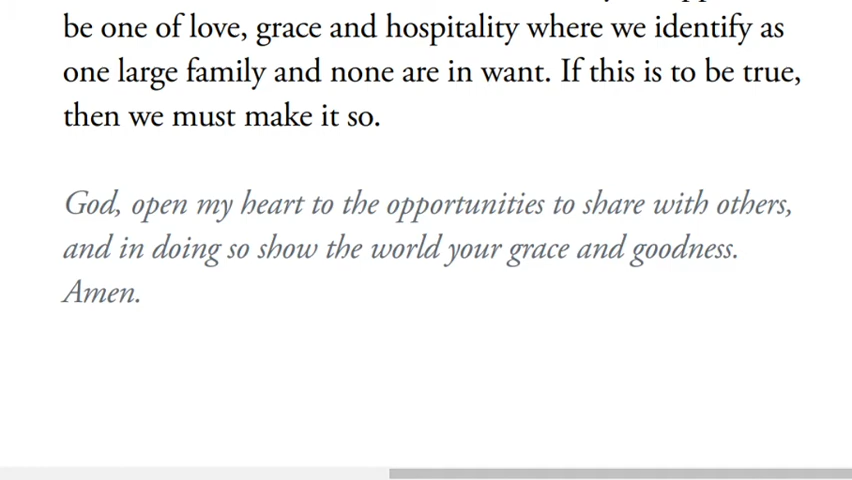 be one of love, grace and hospitality where we identify as
one large family and none are in want. If this is to be true,
then we must make it so.
God, open my heart to the opportunities to share with others,
and in doing so show the world your grace and goodness.
Amen.